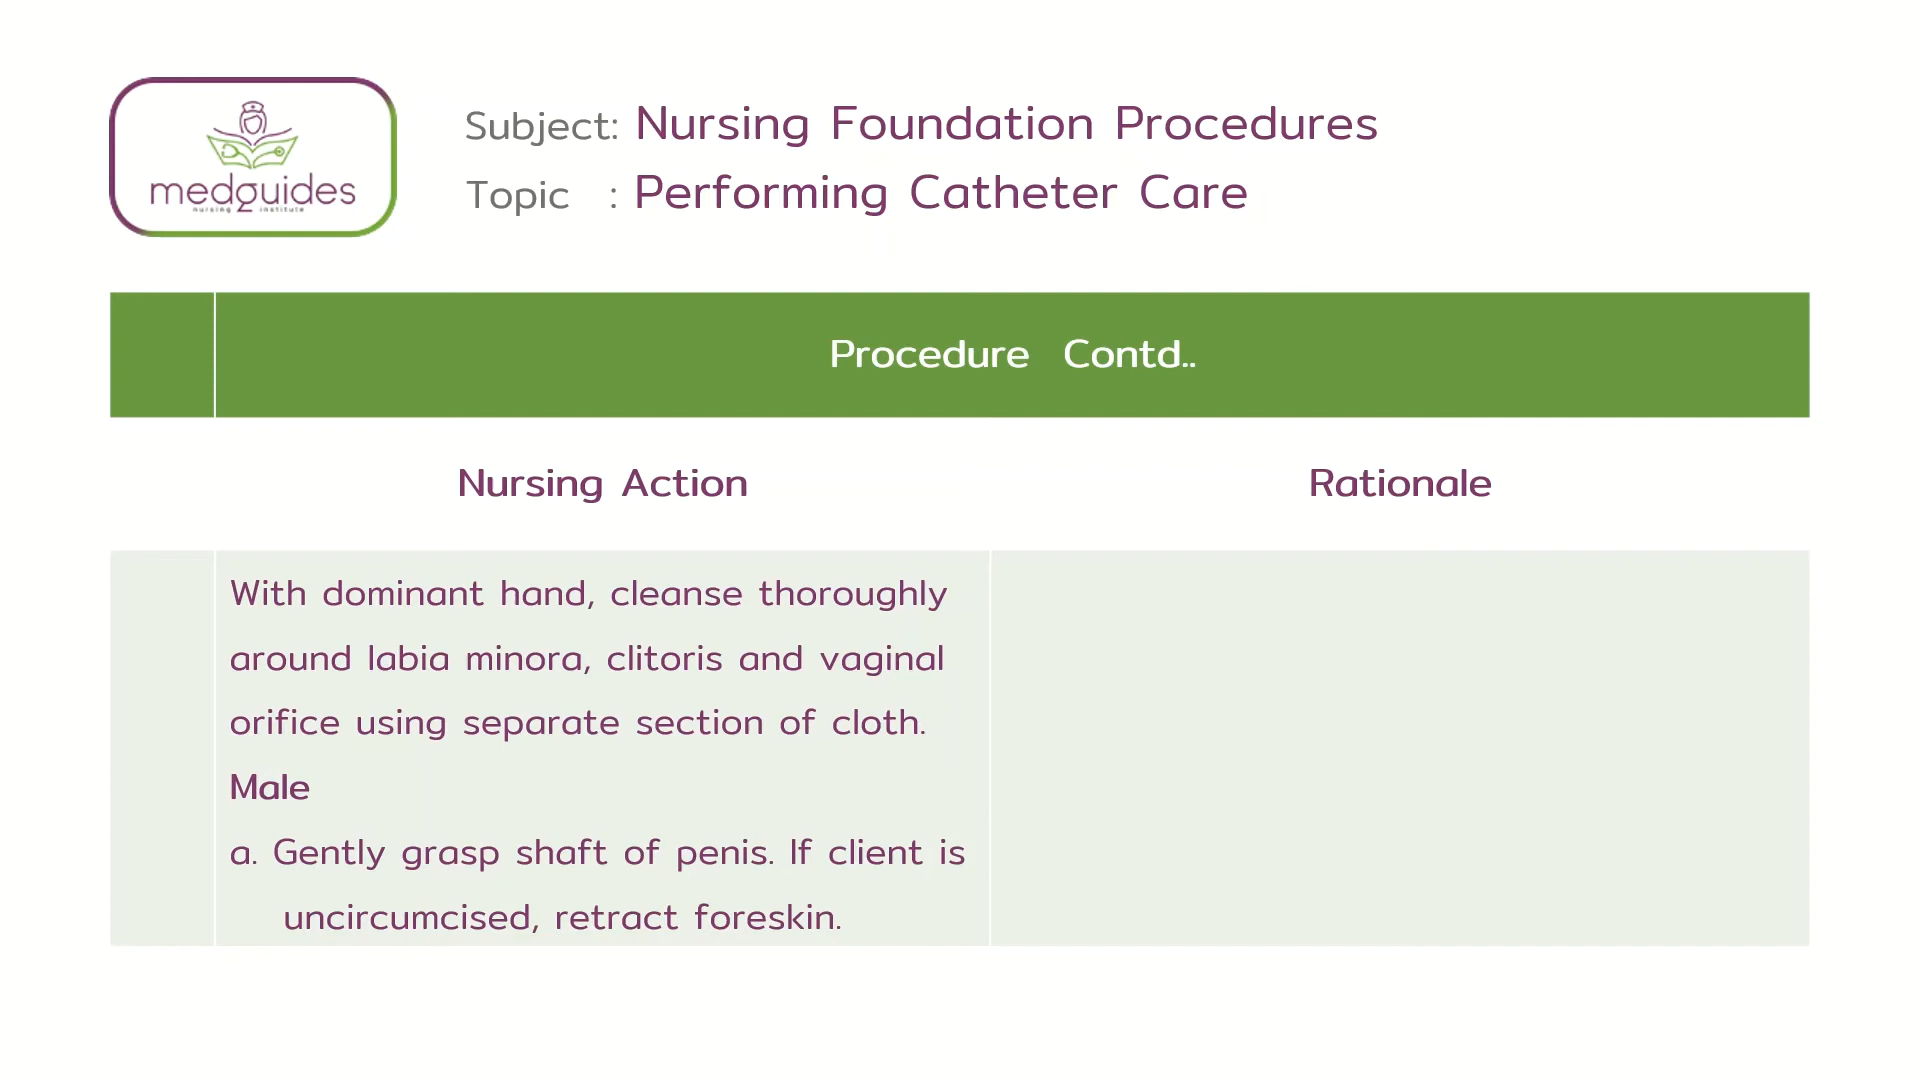 medguides
nursing institute
Subject: Nursing Foundation Procedures
Topic : Performing Catheter Care
Procedure Contd..
Nursing Action
Rationale
With dominant hand, cleanse thoroughly
around labia minora, clitoris and vaginal
orifice using separate section of cloth.
Male
a. Gently grasp shaft of penis. If client is
uncircumcised, retract foreskin.